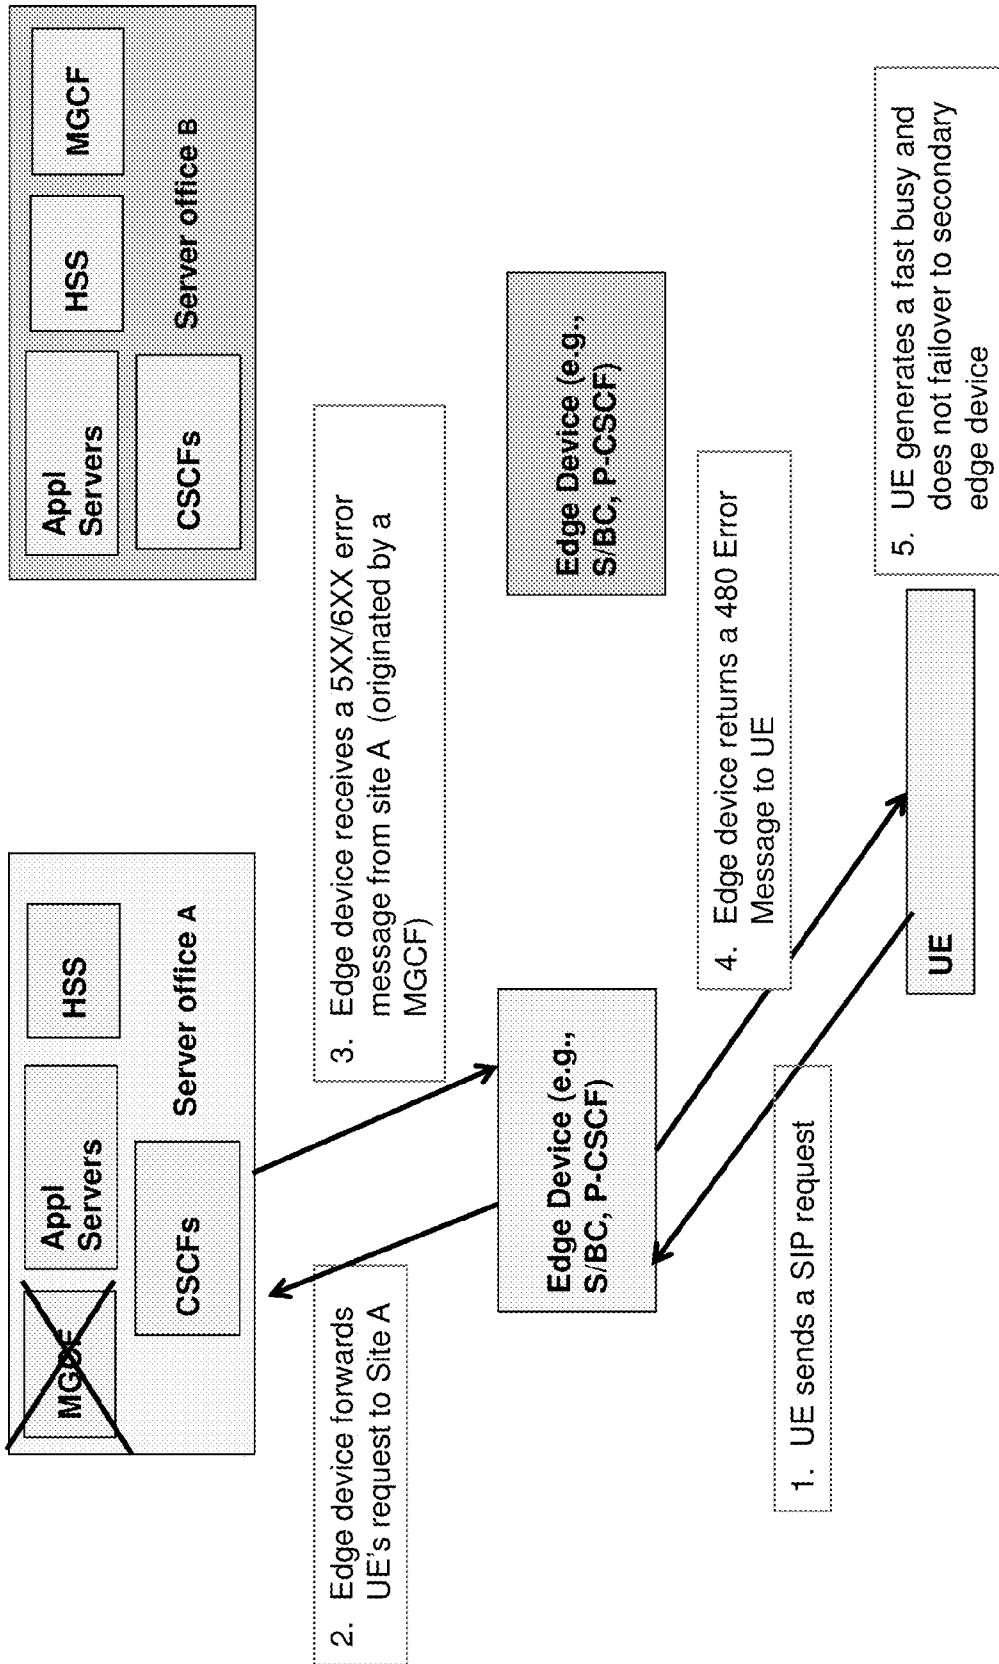 MGCF
Appl
Servers
HSS
CSCFs
Server office A
Appl
Servers
HSS
MGCF
CSCFs
Server office B
2. Edge device forwards
UE's request to Site A
3. Edge device receives a 5XX/6XX error
message from site A (originated by a
MGCF)
Edge Device (e.g.,
S/BC, P-CSCF)
Edge Device (e.g.,
S/BC, P-CSCF)
1. UE sends a SIP request
4. Edge device returns a 480 Error
Message to UE
UE
5. UE generates a fast busy and
does not failover to secondary
edge device